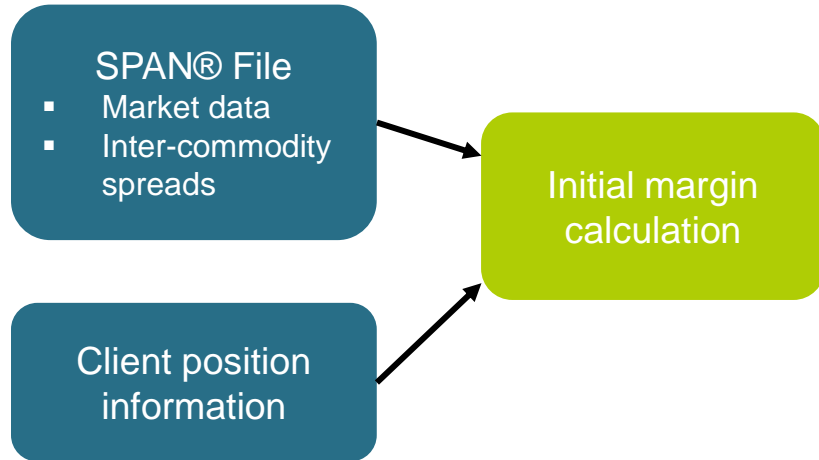 SPAN® File
▪ Market data
▪ Inter-commodity
spreads
Initial margin
calculation
Client position
information